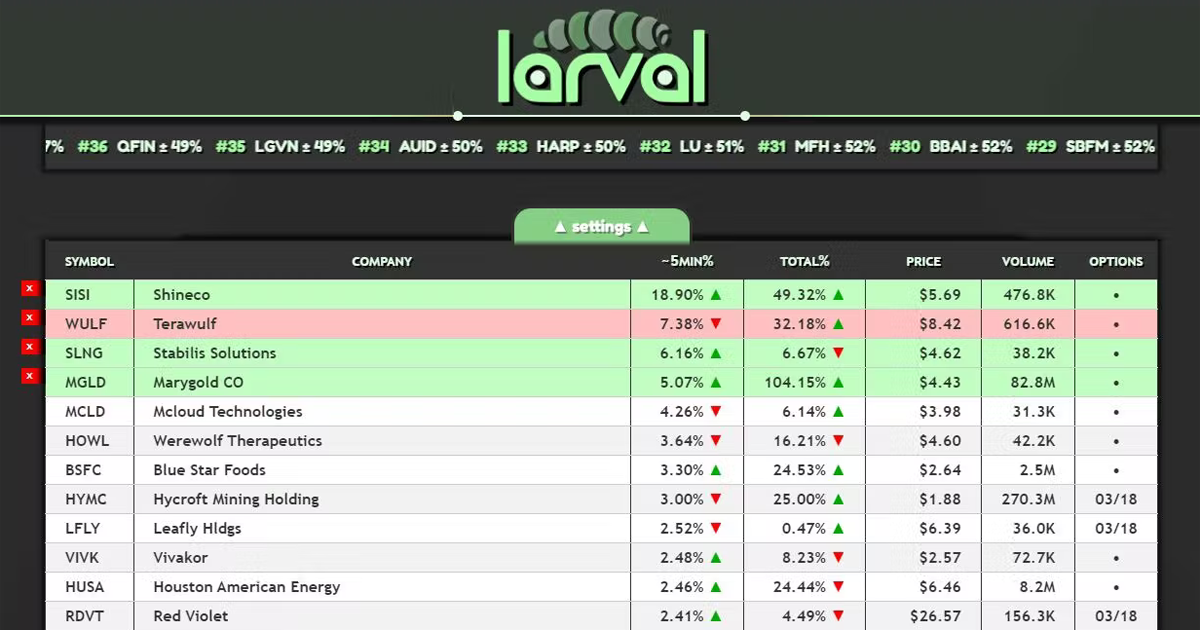 larval
7% #36 QFIN ± 49% #35 LGVN ± 49% #34 AUID ± 50% #33 HARP ± 50% #32 LU ± 51% #31 MFH ± 52% #30 BBAI ± 52% #29 SBFM ± 52%
▲ settings ▲
SYMBOL COMPANY ~5MIN% TOTAL% PRICE VOLUME OPTIONS
x SISI Shineco 18.90% ▲ 49.32% ▲ $5.69 476.8K •
x WULF Terawulf 7.38% ▼ 32.18% ▲ $8.42 616.6K •
x SLNG Stabilis Solutions 6.16% ▲ 6.67% ▼ $4.62 38.2K •
x MGLD Marygold CO 5.07% ▲ 104.15% ▲ $4.43 82.8M •
MCLD Mcloud Technologies 4.26% ▼ 6.14% ▲ $3.98 31.3K •
HOWL Werewolf Therapeutics 3.64% ▼ 16.21% ▼ $4.60 42.2K •
BSFC Blue Star Foods 3.30% ▲ 24.53% ▲ $2.64 2.5M •
HYMC Hycroft Mining Holding 3.00% ▼ 25.00% ▲ $1.88 270.3M 03/18
LFLY Leafly Hldgs 2.52% ▼ 0.47% ▲ $6.39 36.0K 03/18
VIVK Vivakor 2.48% ▲ 8.23% ▼ $2.57 72.7K •
HUSA Houston American Energy 2.46% ▲ 24.44% ▼ $6.46 8.2M •
RDVT Red Violet 2.41% ▲ 4.49% ▼ $26.57 156.3K 03/18